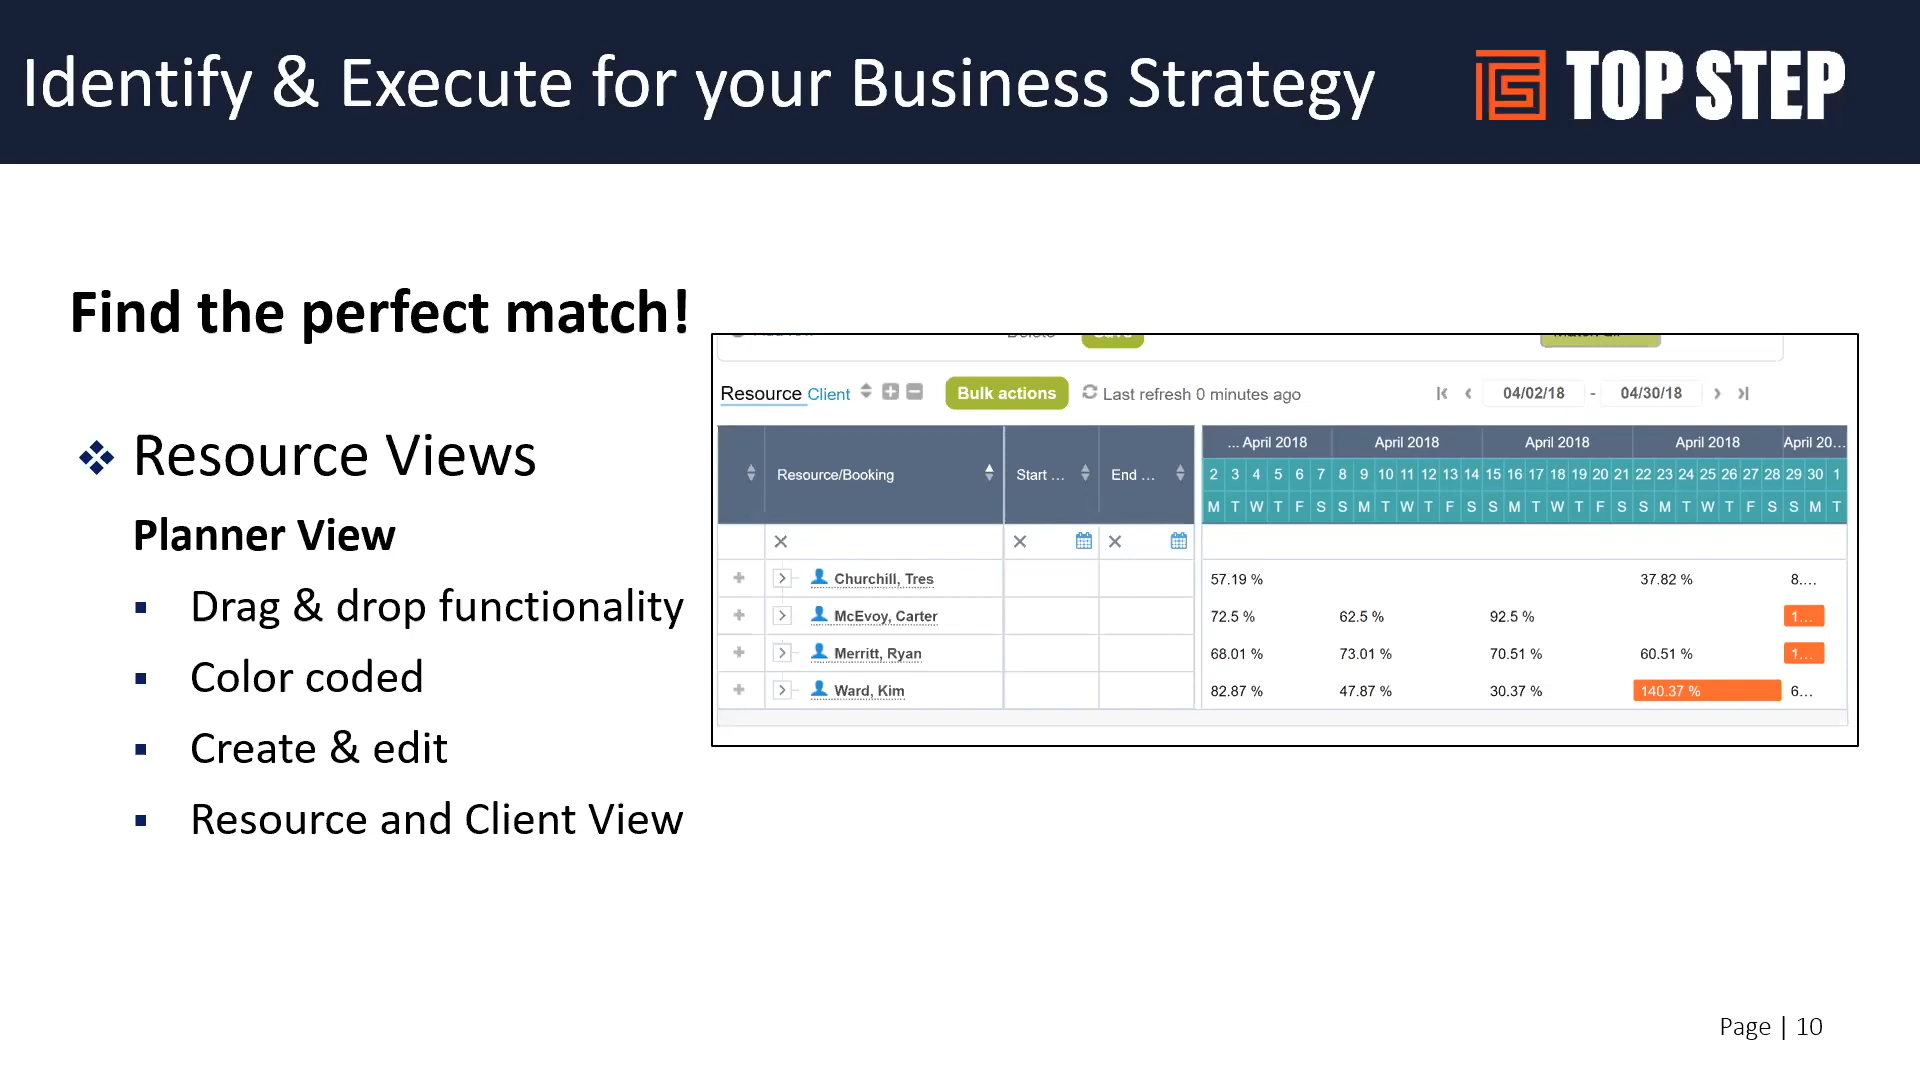 Identify & Execute for your Business Strategy
TOP STEP
Find the perfect match!
Resource Views
Planner View
Drag & drop functionality
Color coded
Create & edit
Resource and Client View
Resource Client
Bulk actions
Last refresh 0 minutes ago
04/02/18 - 04/30/18
Resource/Booking Start ... End ...
... April 2018 April 2018 April 2018 April 2018 April 20...
2 3 4 5 6 7 8 9 10 11 12 13 14 15 16 17 18 19 20 21 22 23 24 25 26 27 28 29 30 1
M T W T F S S M T W T F S S M T W T F S S M T W T F S S M T
Churchill, Tres 57.19 % 37.82 % 8....
McEvoy, Carter 72.5 % 62.5 % 92.5 % 1...
Merritt, Ryan 68.01 % 73.01 % 70.51 % 60.51 % 1...
Ward, Kim 82.87 % 47.87 % 30.37 % 140.37 % 6...
Page | 10